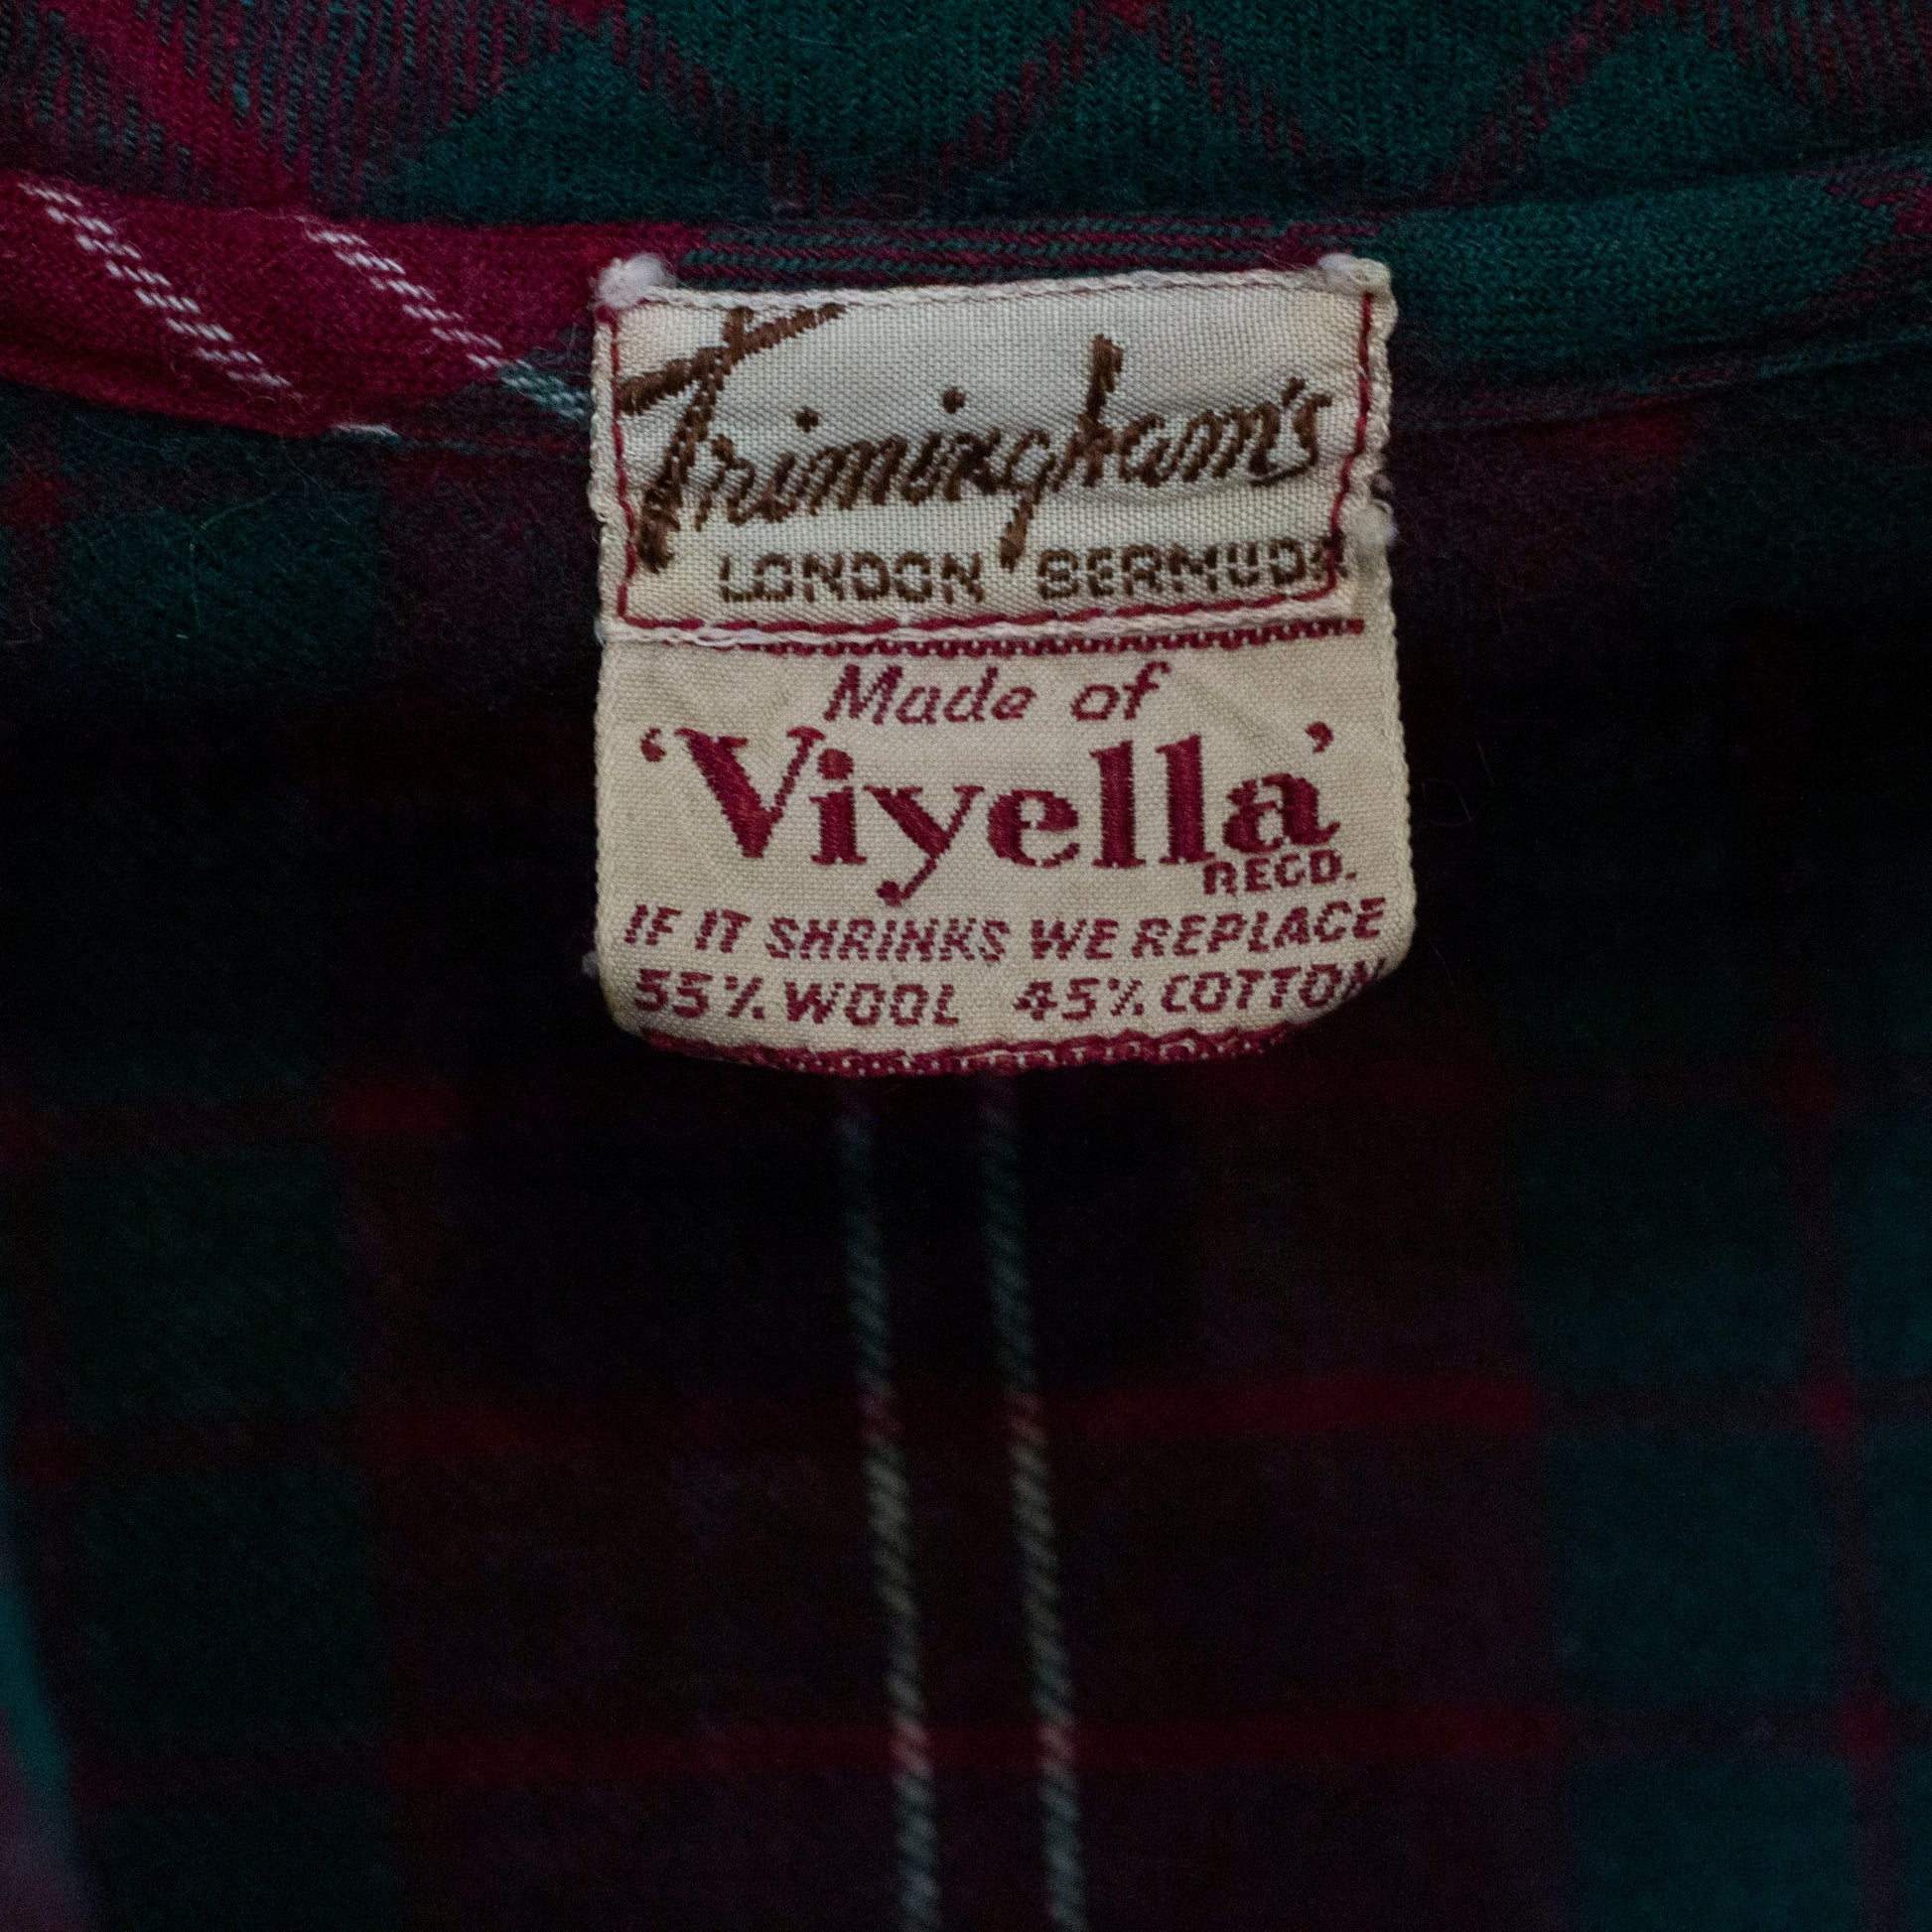 Trimingham's
LONDON BERMUDA
Made of
'Viyella'
REGD.
IF IT SHRINKS WE REPLACE
55% WOOL 45% COTTON